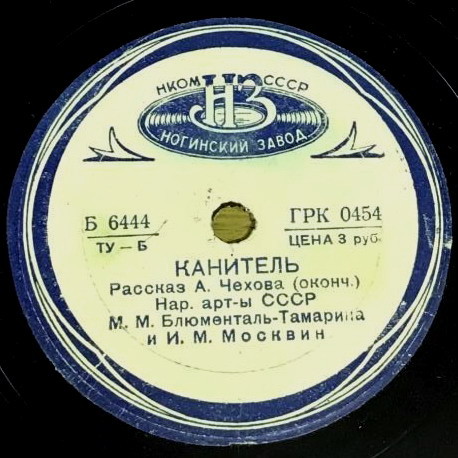 НКОМ НЗ СССР
НОГИНСКИЙ ЗАВОД
Б 6444
ТУ – Б
ГРК 0454
ЦЕНА 3 руб.
КАНИТЕЛЬ
Рассказ А. Чехова (оконч.)
Нар. арт-ы СССР
М. М. Блюменталь-Тамарина
и И. М. Москвин